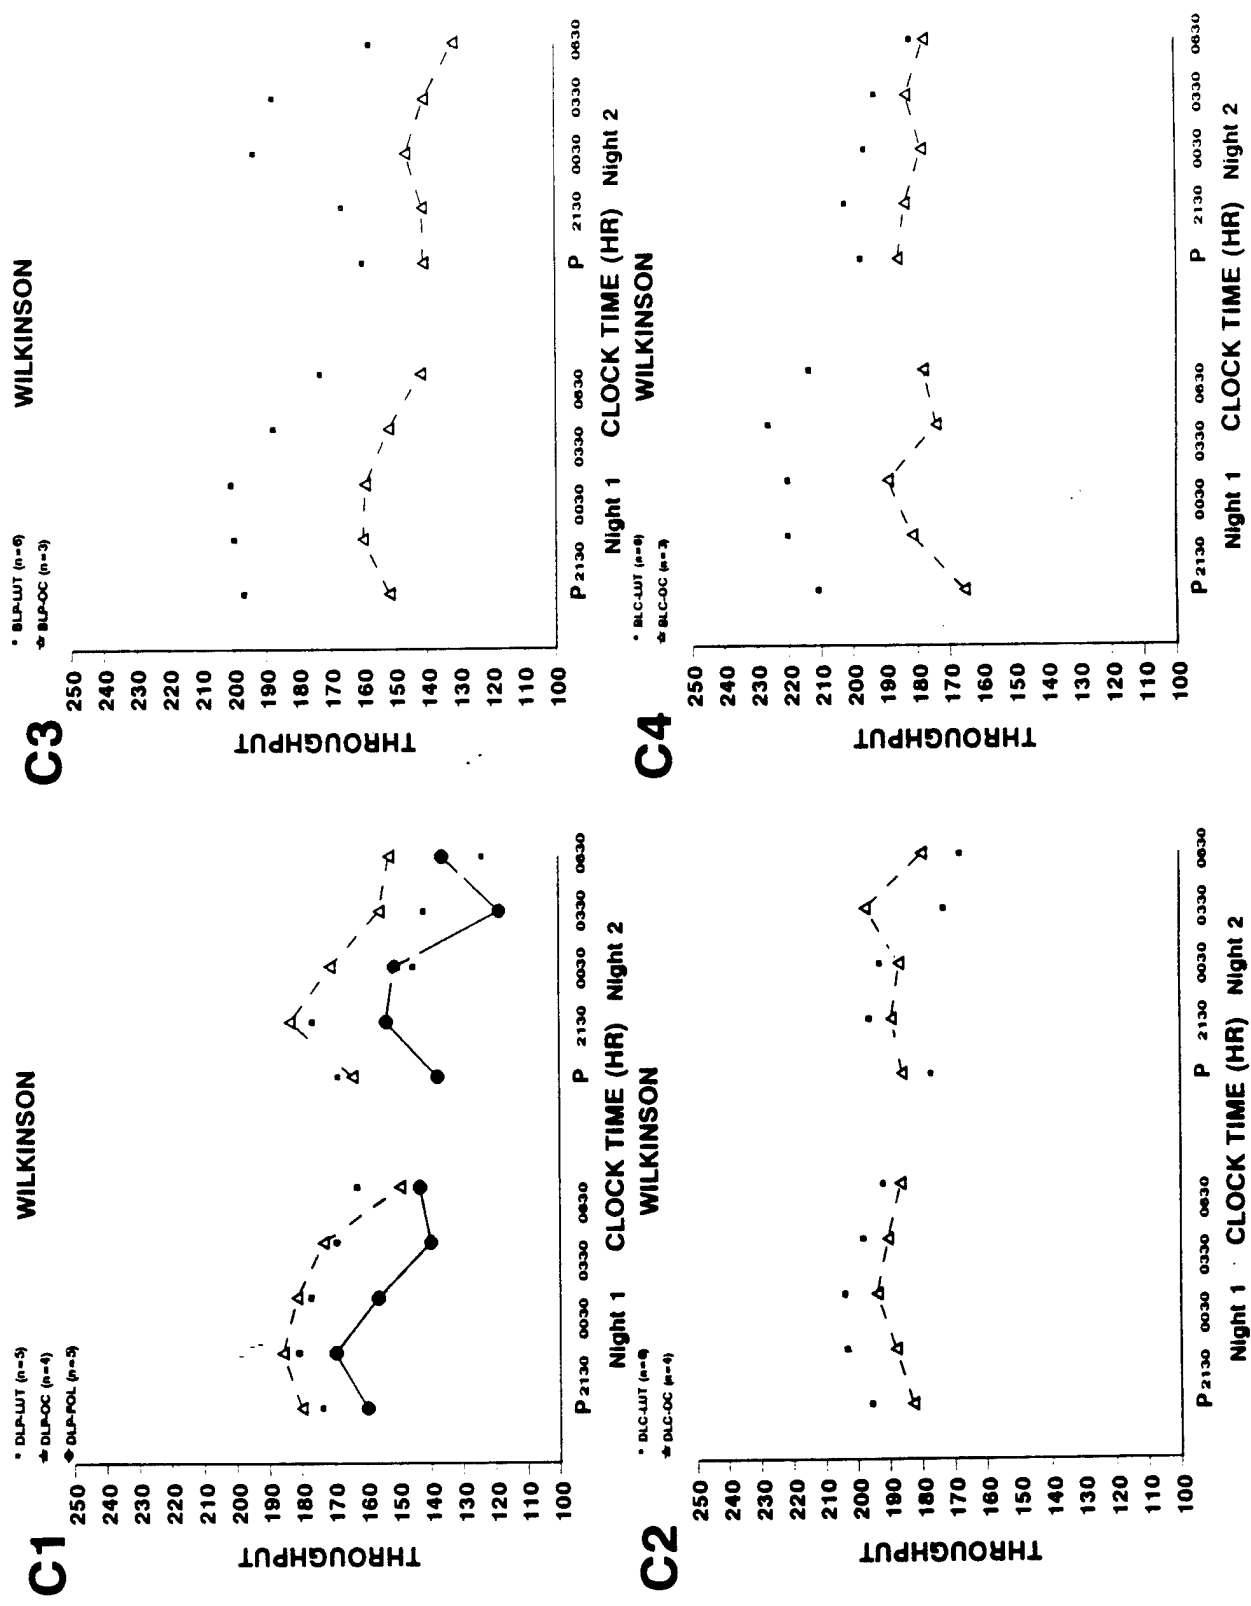 C1
WILKINSON
▪ DLP-LUT (n=5)
☆ DLP-OC (n=4)
● DLP-FOL (n=5)
THROUGHPUT
250
240
230
220
210
200
190
180
170
160
150
140
130
120
110
100
P 2130 0030 0330 0630 P 2130 0030 0330 0630
Night 1 CLOCK TIME (HR) Night 2
C3
WILKINSON
▪ BLP-LUT (n=6)
☆ BLP-OC (n=3)
THROUGHPUT
250
240
230
220
210
200
190
180
170
160
150
140
130
120
110
100
P 2130 0030 0330 0630 P 2130 0030 0330 0630
Night 1 CLOCK TIME (HR) Night 2
C2
WILKINSON
▪ DLC-LUT (n=6)
☆ DLC-OC (n=4)
THROUGHPUT
250
240
230
220
210
200
190
180
170
160
150
140
130
120
110
100
P 2130 0030 0330 0630 P 2130 0030 0330 0630
Night 1 CLOCK TIME (HR) Night 2
C4
WILKINSON
▪ BLC-LUT (n=6)
☆ BLC-OC (n=3)
THROUGHPUT
250
240
230
220
210
200
190
180
170
160
150
140
130
120
110
100
P 2130 0030 0330 0630 P 2130 0030 0330 0630
Night 1 CLOCK TIME (HR) Night 2